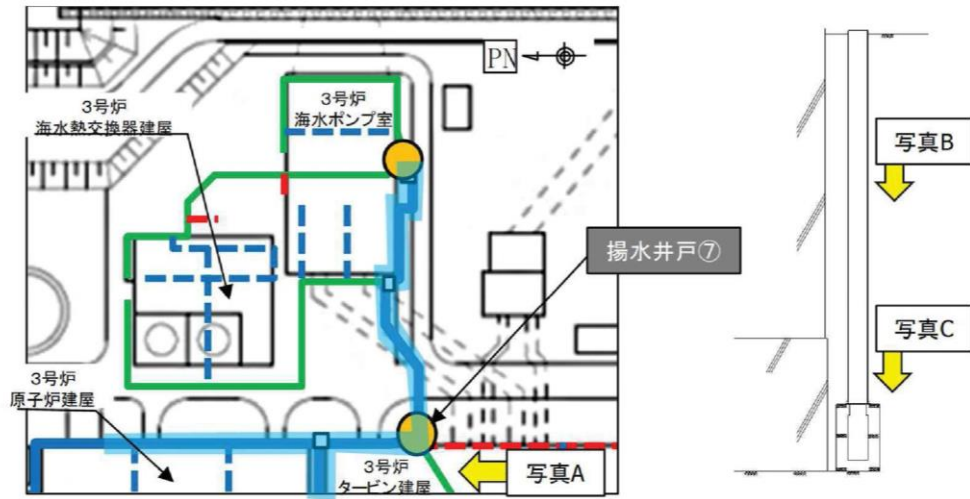 PN
3号炉
海水ポンプ室
3号炉
海水熱交換器建屋
揚水井戸⑦
3号炉
原子炉建屋
3号炉
タービン建屋
写真A
写真B
写真C